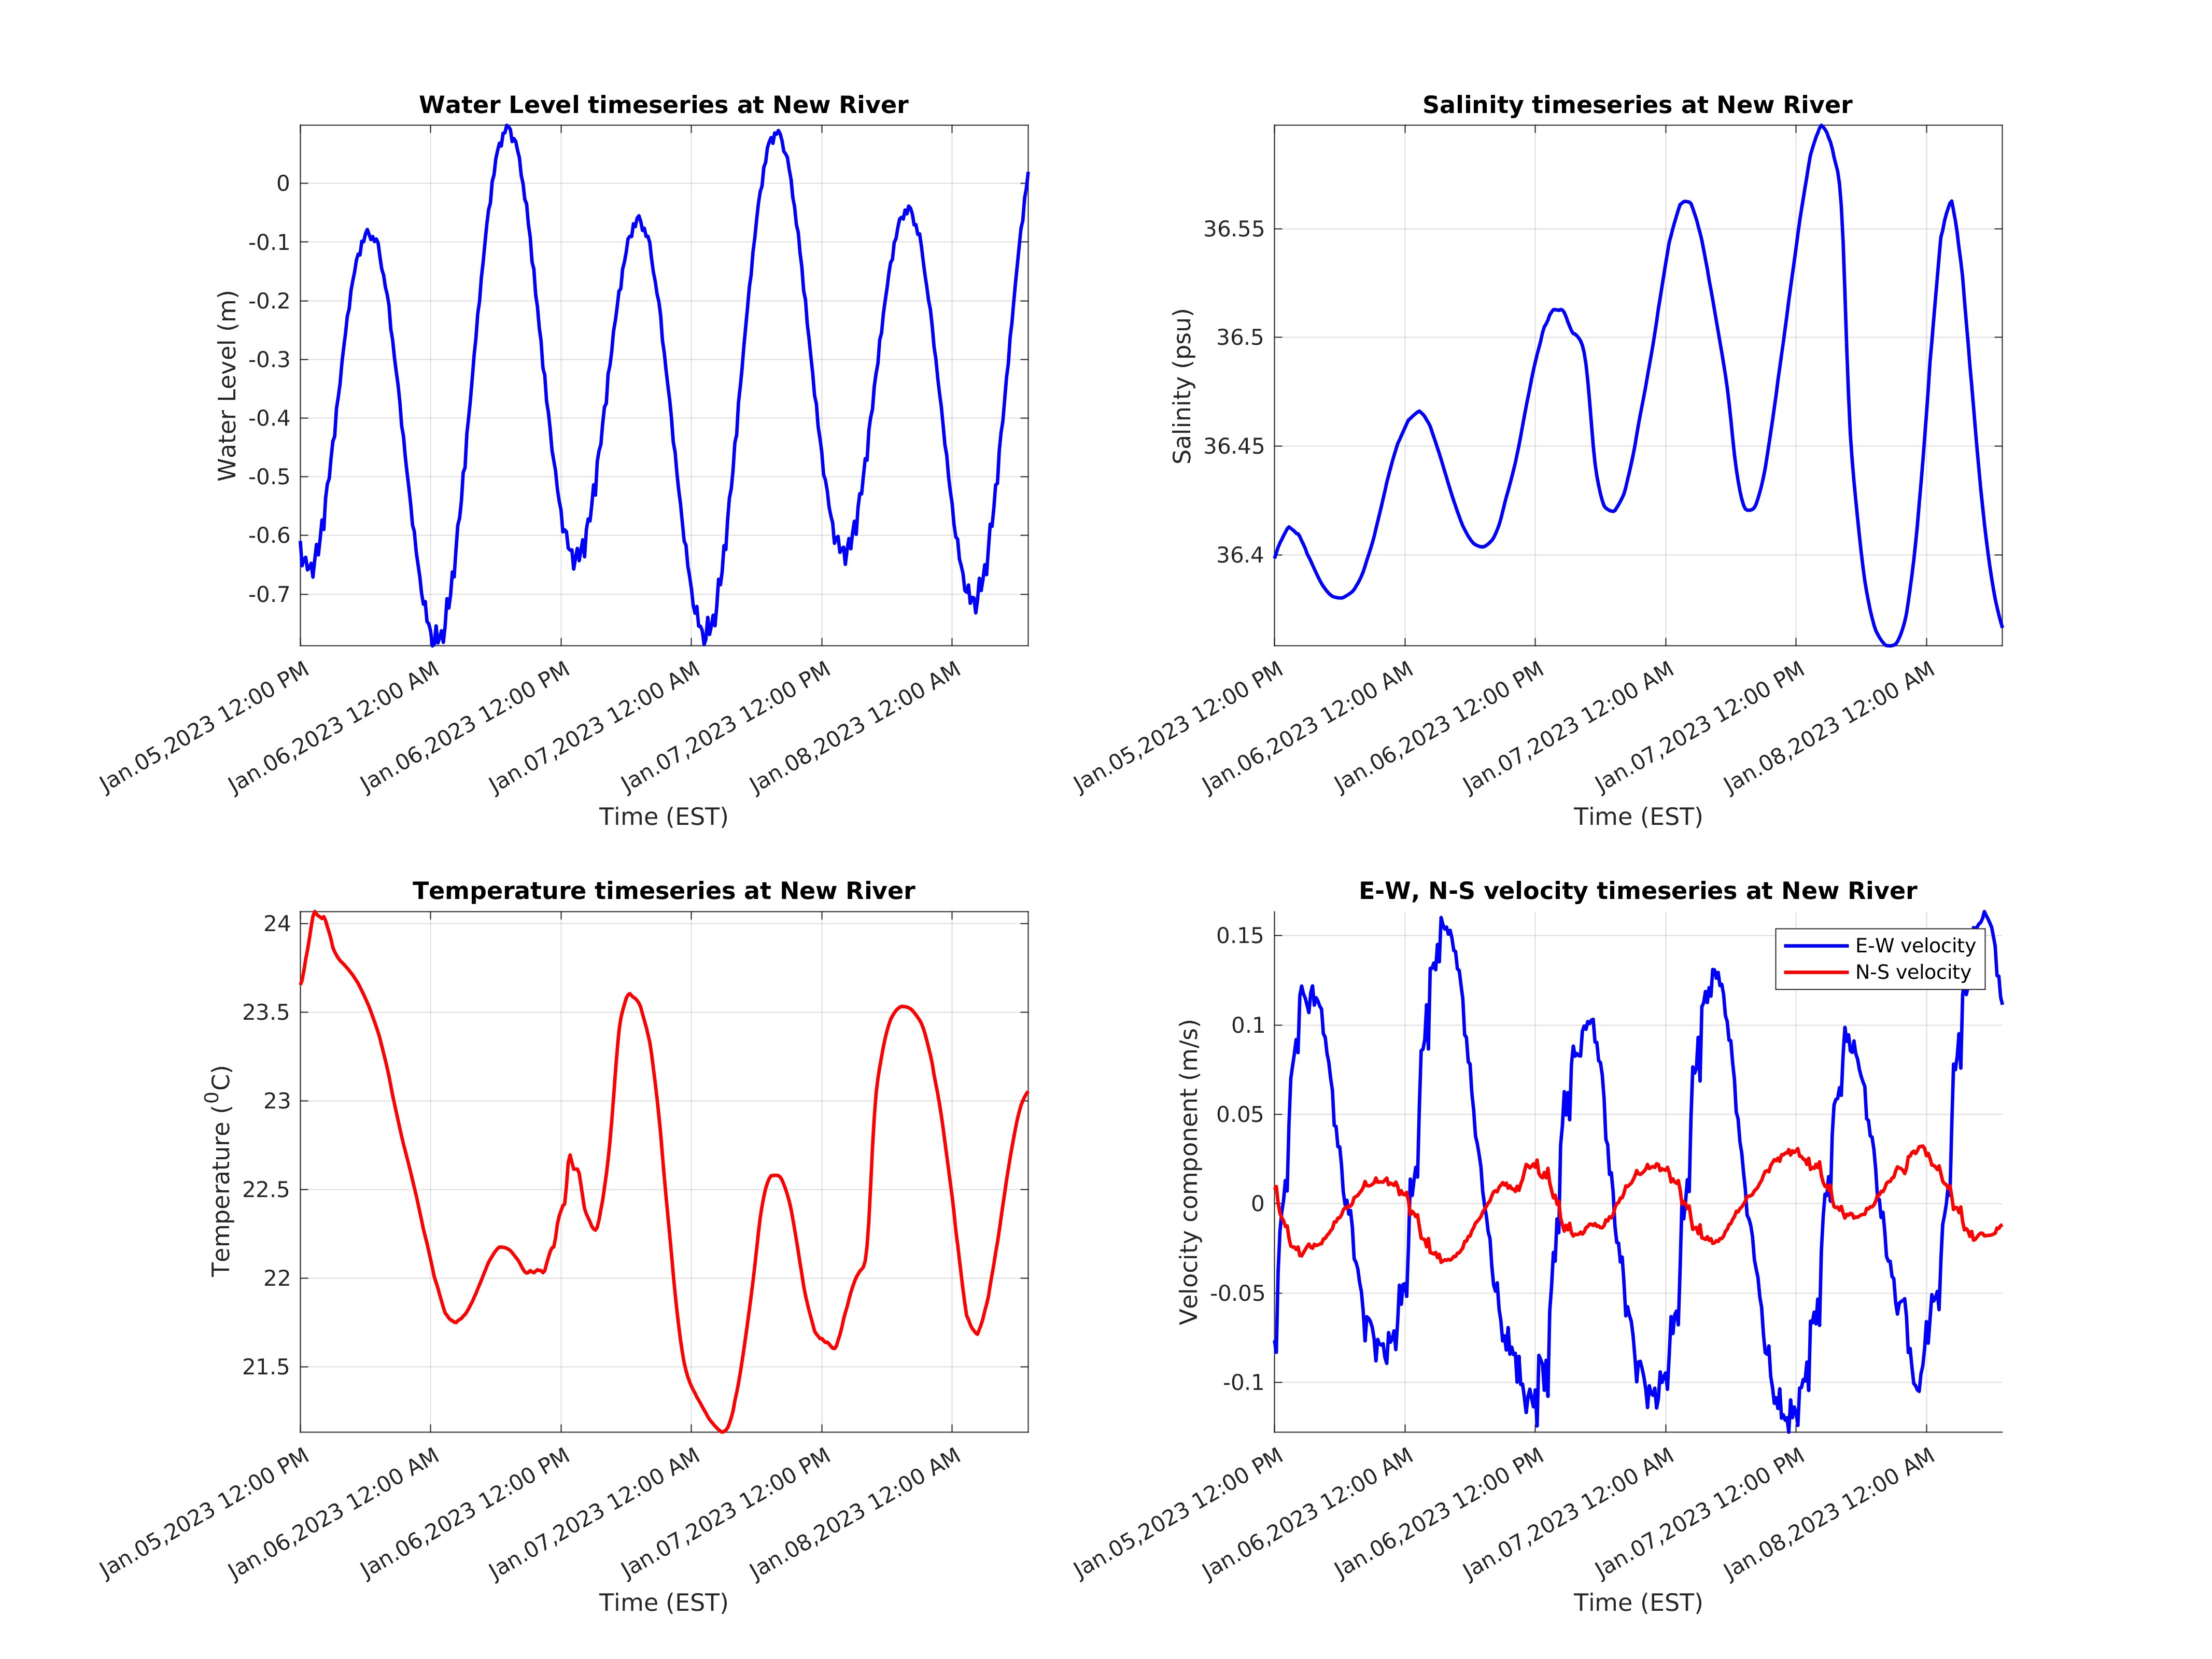 Water Level timeseries at New River
Water Level (m)
0
-0.1
-0.2
-0.3
-0.4
-0.5
-0.6
-0.7
Jan.05,2023 12:00 PM
Jan.06,2023 12:00 AM
Jan.06,2023 12:00 PM
Jan.07,2023 12:00 AM
Jan.07,2023 12:00 PM
Jan.08,2023 12:00 AM
Time (EST)
Salinity timeseries at New River
Salinity (psu)
36.55
36.5
36.45
36.4
Jan.05,2023 12:00 PM
Jan.06,2023 12:00 AM
Jan.06,2023 12:00 PM
Jan.07,2023 12:00 AM
Jan.07,2023 12:00 PM
Jan.08,2023 12:00 AM
Time (EST)
Temperature timeseries at New River
Temperature (⁰C)
24
23.5
23
22.5
22
21.5
Jan.05,2023 12:00 PM
Jan.06,2023 12:00 AM
Jan.06,2023 12:00 PM
Jan.07,2023 12:00 AM
Jan.07,2023 12:00 PM
Jan.08,2023 12:00 AM
Time (EST)
E-W, N-S velocity timeseries at New River
Velocity component (m/s)
0.15
0.1
0.05
0
-0.05
-0.1
E-W velocity
N-S velocity
Jan.05,2023 12:00 PM
Jan.06,2023 12:00 AM
Jan.06,2023 12:00 PM
Jan.07,2023 12:00 AM
Jan.07,2023 12:00 PM
Jan.08,2023 12:00 AM
Time (EST)